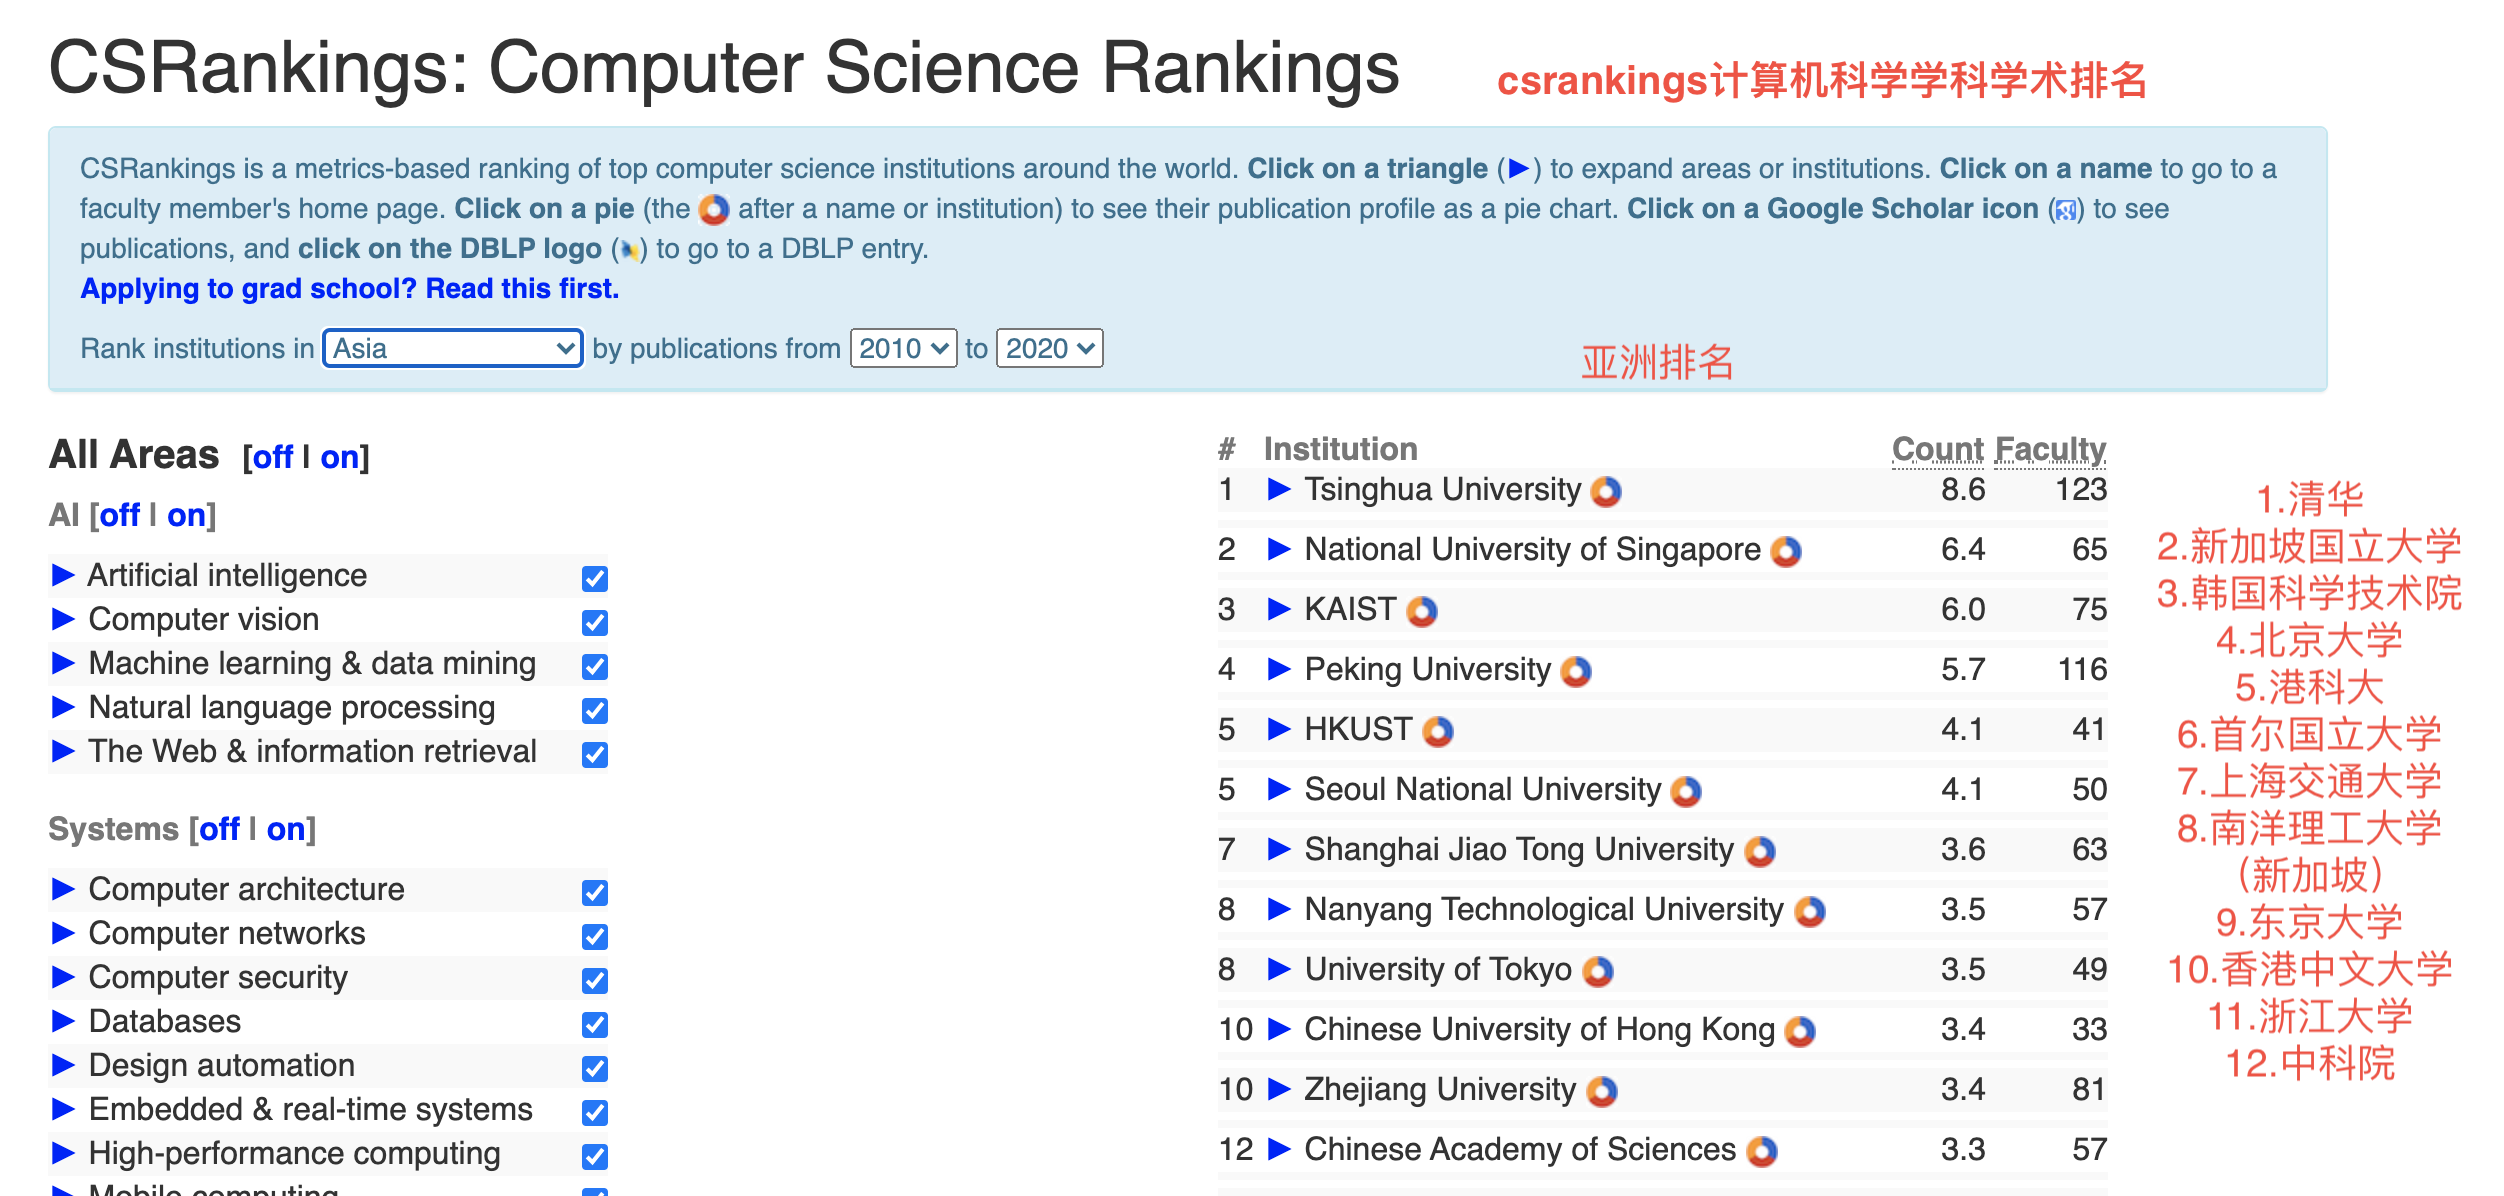 CSRankings: Computer Science Rankings
csrankings计算机科学学科学术排名
CSRankings is a metrics-based ranking of top computer science institutions around the world. Click on a triangle (▶) to expand areas or institutions. Click on a name to go to a
faculty member's home page. Click on a pie (the after a name or institution) to see their publication profile as a pie chart. Click on a Google Scholar icon () to see
publications, and click on the DBLP logo () to go to a DBLP entry.
Applying to grad school? Read this first.
Rank institutions in Asia by publications from 2010 to 2020
亚洲排名
All Areas [off | on]
AI [off | on]
▶ Artificial intelligence
▶ Computer vision
▶ Machine learning & data mining
▶ Natural language processing
▶ The Web & information retrieval
Systems [off | on]
▶ Computer architecture
▶ Computer networks
▶ Computer security
▶ Databases
▶ Design automation
▶ Embedded & real-time systems
▶ High-performance computing
▶ Mobile computing
# Institution Count Faculty
1 ▶ Tsinghua University 8.6 123
2 ▶ National University of Singapore 6.4 65
3 ▶ KAIST 6.0 75
4 ▶ Peking University 5.7 116
5 ▶ HKUST 4.1 41
5 ▶ Seoul National University 4.1 50
7 ▶ Shanghai Jiao Tong University 3.6 63
8 ▶ Nanyang Technological University 3.5 57
8 ▶ University of Tokyo 3.5 49
10 ▶ Chinese University of Hong Kong 3.4 33
10 ▶ Zhejiang University 3.4 81
12 ▶ Chinese Academy of Sciences 3.3 57
1.清华
2.新加坡国立大学
3.韩国科学技术院
4.北京大学
5.港科大
6.首尔国立大学
7.上海交通大学
8.南洋理工大学
(新加坡)
9.东京大学
10.香港中文大学
11.浙江大学
12.中科院